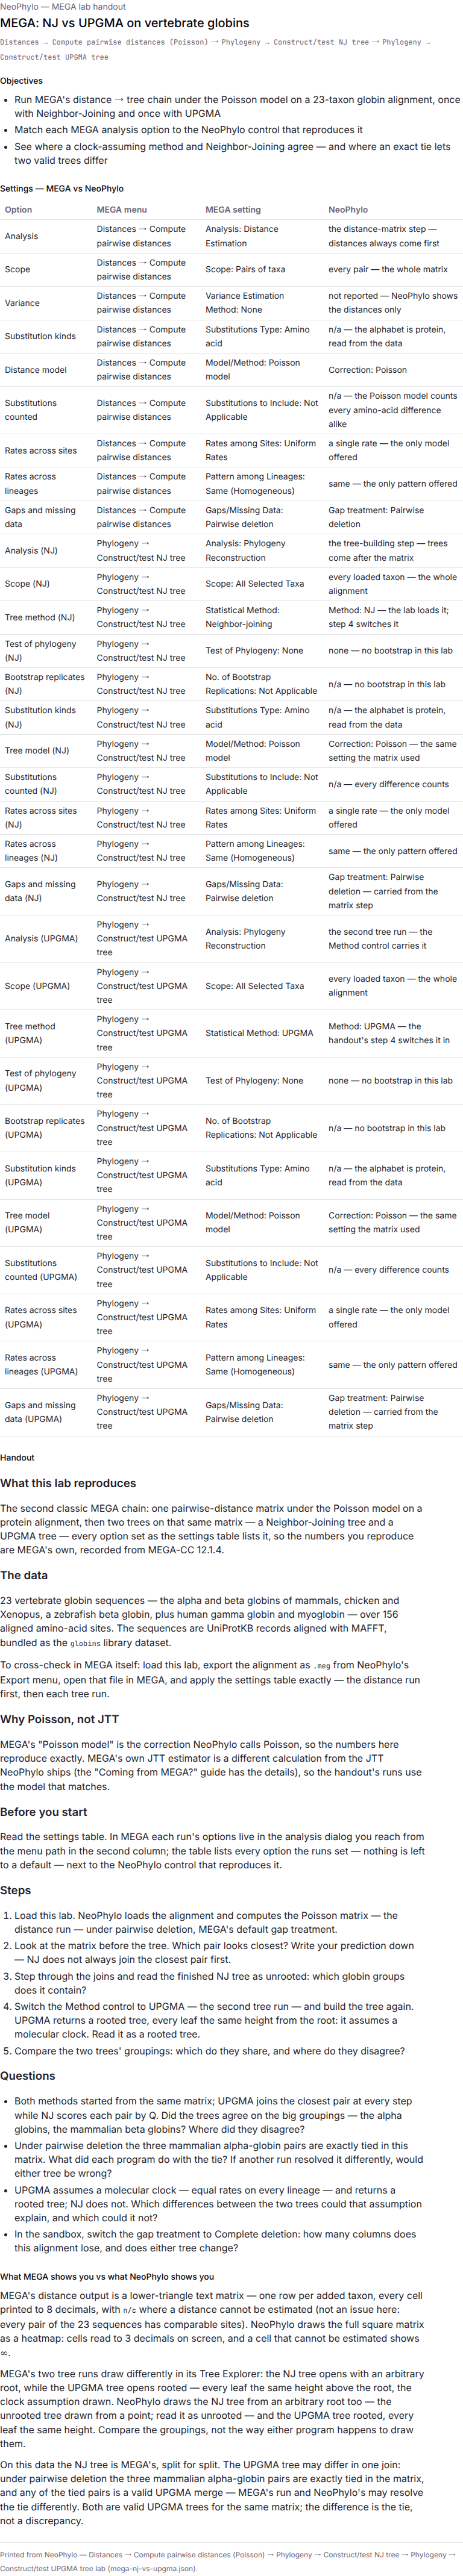 NeoPhylo — MEGA lab handout
MEGA: NJ vs UPGMA on vertebrate globins
Distances → Compute pairwise distances (Poisson) → Phylogeny → Construct/test NJ tree → Phylogeny →
Construct/test UPGMA tree
Objectives
• Run MEGA's distance → tree chain under the Poisson model on a 23-taxon globin alignment, once
with Neighbor-Joining and once with UPGMA
• Match each MEGA analysis option to the NeoPhylo control that reproduces it
• See where a clock-assuming method and Neighbor-Joining agree — and where an exact tie lets
two valid trees differ
Settings — MEGA vs NeoPhylo
Option MEGA menu MEGA setting NeoPhylo
Analysis Distances → Compute pairwise distances Analysis: Distance Estimation the distance-matrix step — distances always come first
Scope Distances → Compute pairwise distances Scope: Pairs of taxa every pair — the whole matrix
Variance Distances → Compute pairwise distances Variance Estimation Method: None not reported — NeoPhylo shows the distances only
Substitution kinds Distances → Compute pairwise distances Substitutions Type: Amino acid n/a — the alphabet is protein, read from the data
Distance model Distances → Compute pairwise distances Model/Method: Poisson model Correction: Poisson
Substitutions counted Distances → Compute pairwise distances Substitutions to Include: Not Applicable n/a — the Poisson model counts every amino-acid difference alike
Rates across sites Distances → Compute pairwise distances Rates among Sites: Uniform Rates a single rate — the only model offered
Rates across lineages Distances → Compute pairwise distances Pattern among Lineages: Same (Homogeneous) same — the only pattern offered
Gaps and missing data Distances → Compute pairwise distances Gaps/Missing Data: Pairwise deletion Gap treatment: Pairwise deletion
Analysis (NJ) Phylogeny → Construct/test NJ tree Analysis: Phylogeny Reconstruction the tree-building step — trees come after the matrix
Scope (NJ) Phylogeny → Construct/test NJ tree Scope: All Selected Taxa every loaded taxon — the whole alignment
Tree method (NJ) Phylogeny → Construct/test NJ tree Statistical Method: Neighbor-joining Method: NJ — the lab loads it; step 4 switches it
Test of phylogeny (NJ) Phylogeny → Construct/test NJ tree Test of Phylogeny: None none — no bootstrap in this lab
Bootstrap replicates (NJ) Phylogeny → Construct/test NJ tree No. of Bootstrap Replications: Not Applicable n/a — no bootstrap in this lab
Substitution kinds (NJ) Phylogeny → Construct/test NJ tree Substitutions Type: Amino acid n/a — the alphabet is protein, read from the data
Tree model (NJ) Phylogeny → Construct/test NJ tree Model/Method: Poisson model Correction: Poisson — the same setting the matrix used
Substitutions counted (NJ) Phylogeny → Construct/test NJ tree Substitutions to Include: Not Applicable n/a — every difference counts
Rates across sites (NJ) Phylogeny → Construct/test NJ tree Rates among Sites: Uniform Rates a single rate — the only model offered
Rates across lineages (NJ) Phylogeny → Construct/test NJ tree Pattern among Lineages: Same (Homogeneous) same — the only pattern offered
Gaps and missing data (NJ) Phylogeny → Construct/test NJ tree Gaps/Missing Data: Pairwise deletion Gap treatment: Pairwise deletion — carried from the matrix step
Analysis (UPGMA) Phylogeny → Construct/test UPGMA tree Analysis: Phylogeny Reconstruction the second tree run — the Method control carries it
Scope (UPGMA) Phylogeny → Construct/test UPGMA tree Scope: All Selected Taxa every loaded taxon — the whole alignment
Tree method (UPGMA) Phylogeny → Construct/test UPGMA tree Statistical Method: UPGMA Method: UPGMA — the handout's step 4 switches it in
Test of phylogeny (UPGMA) Phylogeny → Construct/test UPGMA tree Test of Phylogeny: None none — no bootstrap in this lab
Bootstrap replicates (UPGMA) Phylogeny → Construct/test UPGMA tree No. of Bootstrap Replications: Not Applicable n/a — no bootstrap in this lab
Substitution kinds (UPGMA) Phylogeny → Construct/test UPGMA tree Substitutions Type: Amino acid n/a — the alphabet is protein, read from the data
Tree model (UPGMA) Phylogeny → Construct/test UPGMA tree Model/Method: Poisson model Correction: Poisson — the same setting the matrix used
Substitutions counted (UPGMA) Phylogeny → Construct/test UPGMA tree Substitutions to Include: Not Applicable n/a — every difference counts
Rates across sites (UPGMA) Phylogeny → Construct/test UPGMA tree Rates among Sites: Uniform Rates a single rate — the only model offered
Rates across lineages (UPGMA) Phylogeny → Construct/test UPGMA tree Pattern among Lineages: Same (Homogeneous) same — the only pattern offered
Gaps and missing data (UPGMA) Phylogeny → Construct/test UPGMA tree Gaps/Missing Data: Pairwise deletion Gap treatment: Pairwise deletion — carried from the matrix step
Handout
What this lab reproduces
The second classic MEGA chain: one pairwise-distance matrix under the Poisson model on a
protein alignment, then two trees on that same matrix — a Neighbor-Joining tree and a
UPGMA tree — every option set as the settings table lists it, so the numbers you reproduce
are MEGA's own, recorded from MEGA-CC 12.1.4.
The data
23 vertebrate globin sequences — the alpha and beta globins of mammals, chicken and
Xenopus, a zebrafish beta globin, plus human gamma globin and myoglobin — over 156
aligned amino-acid sites. The sequences are UniProtKB records aligned with MAFFT,
bundled as the globins library dataset.
To cross-check in MEGA itself: load this lab, export the alignment as .meg from NeoPhylo's
Export menu, open that file in MEGA, and apply the settings table exactly — the distance run
first, then each tree run.
Why Poisson, not JTT
MEGA's "Poisson model" is the correction NeoPhylo calls Poisson, so the numbers here
reproduce exactly. MEGA's own JTT estimator is a different calculation from the JTT
NeoPhylo ships (the "Coming from MEGA?" guide has the details), so the handout's runs use
the model that matches.
Before you start
Read the settings table. In MEGA each run's options live in the analysis dialog you reach from
the menu path in the second column; the table lists every option the runs set — nothing is left
to a default — next to the NeoPhylo control that reproduces it.
Steps
1. Load this lab. NeoPhylo loads the alignment and computes the Poisson matrix — the
distance run — under pairwise deletion, MEGA's default gap treatment.
2. Look at the matrix before the tree. Which pair looks closest? Write your prediction down
— NJ does not always join the closest pair first.
3. Step through the joins and read the finished NJ tree as unrooted: which globin groups
does it contain?
4. Switch the Method control to UPGMA — the second tree run — and build the tree again.
UPGMA returns a rooted tree, every leaf the same height from the root: it assumes a
molecular clock. Read it as a rooted tree.
5. Compare the two trees' groupings: which do they share, and where do they disagree?
Questions
• Both methods started from the same matrix; UPGMA joins the closest pair at every step
while NJ scores each pair by Q. Did the trees agree on the big groupings — the alpha
globins, the mammalian beta globins? Where did they disagree?
• Under pairwise deletion the three mammalian alpha-globin pairs are exactly tied in this
matrix. What did each program do with the tie? If another run resolved it differently, would
either tree be wrong?
• UPGMA assumes a molecular clock — equal rates on every lineage — and returns a
rooted tree; NJ does not. Which differences between the two trees could that assumption
explain, and which could it not?
• In the sandbox, switch the gap treatment to Complete deletion: how many columns does
this alignment lose, and does either tree change?
What MEGA shows you vs what NeoPhylo shows you
MEGA's distance output is a lower-triangle text matrix — one row per added taxon, every cell
printed to 8 decimals, with n/c where a distance cannot be estimated (not an issue here:
every pair of the 23 sequences has comparable sites). NeoPhylo draws the full square matrix
as a heatmap: cells read to 3 decimals on screen, and a cell that cannot be estimated shows
∞.
MEGA's two tree runs draw differently in its Tree Explorer: the NJ tree opens with an arbitrary
root, while the UPGMA tree opens rooted — every leaf the same height above the root, the
clock assumption drawn. NeoPhylo draws the NJ tree from an arbitrary root too — the
unrooted tree drawn from a point; read it as unrooted — and the UPGMA tree rooted, every
leaf the same height. Compare the groupings, not the way either program happens to draw
them.
On this data the NJ tree is MEGA's, split for split. The UPGMA tree may differ in one join:
under pairwise deletion the three mammalian alpha-globin pairs are exactly tied in the matrix,
and any of the tied pairs is a valid UPGMA merge — MEGA's run and NeoPhylo's may resolve
the tie differently. Both are valid UPGMA trees for the same matrix; the difference is the tie,
not a discrepancy.
Printed from NeoPhylo — Distances → Compute pairwise distances (Poisson) → Phylogeny → Construct/test NJ tree → Phylogeny →
Construct/test UPGMA tree lab (mega-nj-vs-upgma.json).